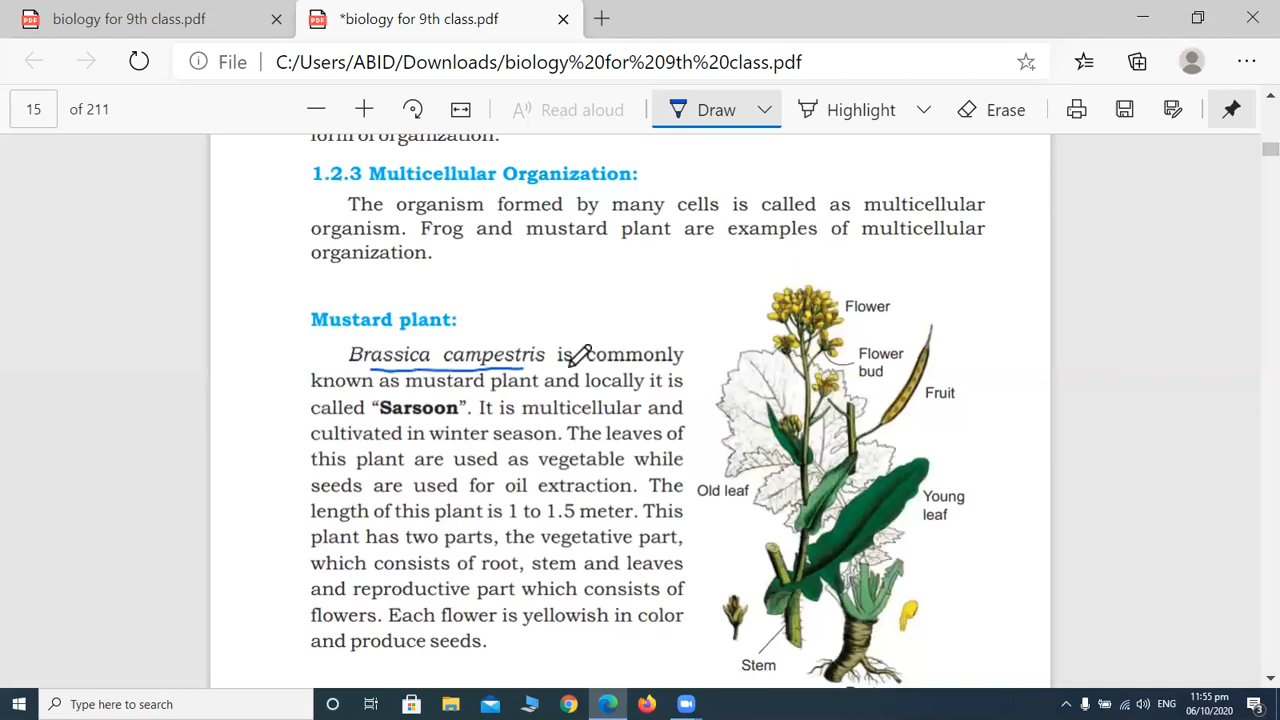 biology for 9th class.pdf
*biology for 9th class.pdf
File
C:/Users/ABID/Downloads/biology%20for%209th%20class.pdf
15 of 211
Read aloud
Draw
Highlight
Erase
form of organization.
1.2.3 Multicellular Organization:
The organism formed by many cells is called as multicellular
organism. Frog and mustard plant are examples of multicellular
organization.
Mustard plant:
Brassica campestris is commonly
known as mustard plant and locally it is
called “Sarsoon”. It is multicellular and
cultivated in winter season. The leaves of
this plant are used as vegetable while
seeds are used for oil extraction. The
length of this plant is 1 to 1.5 meter. This
plant has two parts, the vegetative part,
which consists of root, stem and leaves
and reproductive part which consists of
flowers. Each flower is yellowish in color
and produce seeds.
Flower
Flower
bud
Fruit
Old leaf
Young
leaf
Stem
Type here to search
ENG
11:55 pm
06/10/2020
3